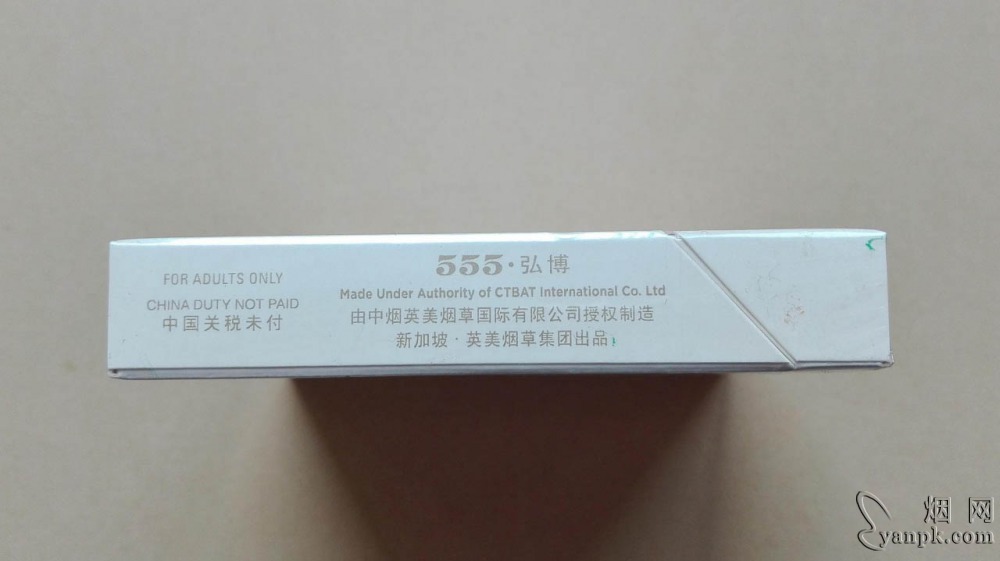 FOR ADULTS ONLY
CHINA DUTY NOT PAID
中国关税未付
555·弘博
Made Under Authority of CTBAT International Co. Ltd
由中烟英美烟草国际有限公司授权制造
新加坡·英美烟草集团出品
烟网
yanpk.com